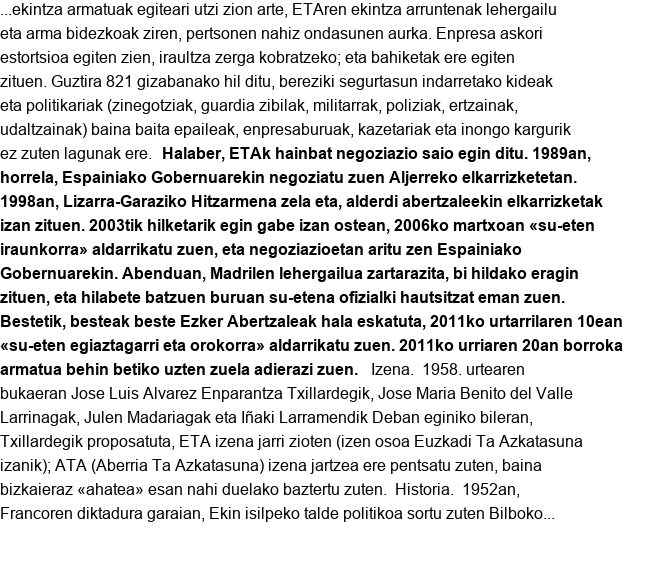 ...ekintza armatuak egiteari utzi zion arte, ETAren ekintza arruntenak lehergailu
eta arma bidezkoak ziren, pertsonen nahiz ondasunen aurka. Enpresa askori
estortsioa egiten zien, iraultza zerga kobratzeko; eta bahiketak ere egiten
zituen. Guztira 821 gizabanako hil ditu, bereziki segurtasun indarretako kideak
eta politikariak (zinegotziak, guardia zibilak, militarrak, poliziak, ertzainak,
udaltzainak) baina baita epaileak, enpresaburuak, kazetariak eta inongo kargurik
ez zuten lagunak ere. Halaber, ETAk hainbat negoziazio saio egin ditu. 1989an,
horrela, Espainiako Gobernuarekin negoziatu zuen Aljerreko elkarrizketetan.
1998an, Lizarra-Garaziko Hitzarmena zela eta, alderdi abertzaleekin elkarrizketak
izan zituen. 2003tik hilketarik egin gabe izan ostean, 2006ko martxoan «su-eten
iraunkorra» aldarrikatu zuen, eta negoziazioetan aritu zen Espainiako
Gobernuarekin. Abenduan, Madrilen lehergailua zartarazita, bi hildako eragin
zituen, eta hilabete batzuen buruan su-etena ofizialki hautsitzat eman zuen.
Bestetik, besteak beste Ezker Abertzaleak hala eskatuta, 2011ko urtarrilaren 10ean
«su-eten egiaztagarri eta orokorra» aldarrikatu zuen. 2011ko urriaren 20an borroka
armatua behin betiko uzten zuela adierazi zuen. Izena. 1958. urtearen
bukaeran Jose Luis Alvarez Enparantza Txillardegik, Jose Maria Benito del Valle
Larrinagak, Julen Madariagak eta Iñaki Larramendik Deban eginiko bileran,
Txillardegik proposatuta, ETA izena jarri zioten (izen osoa Euzkadi Ta Azkatasuna
izanik); ATA (Aberria Ta Azkatasuna) izena jartzea ere pentsatu zuten, baina
bizkaieraz «ahatea» esan nahi duelako baztertu zuten. Historia. 1952an,
Francoren diktadura garaian, Ekin isilpeko talde politikoa sortu zuten Bilboko...